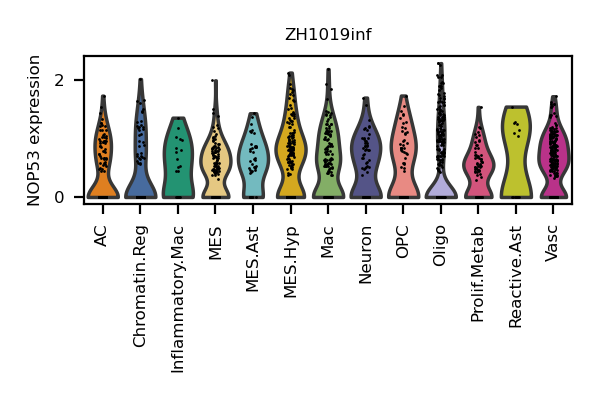 ZH1019inf
NOP53 expression
2
0
AC
Chromatin.Reg
Inflammatory.Mac
MES
MES.Ast
MES.Hyp
Mac
Neuron
OPC
Oligo
Prolif.Metab
Reactive.Ast
Vasc